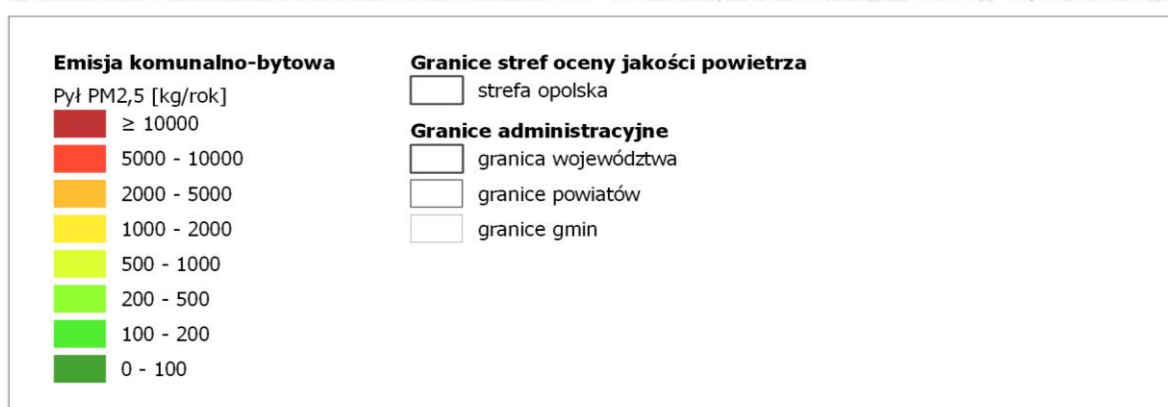 Emisja komunalno-bytowa
Pył PM2,5 [kg/rok]
≥ 10000
5000 - 10000
2000 - 5000
1000 - 2000
500 - 1000
200 - 500
100 - 200
0 - 100
Granice stref oceny jakości powietrza
strefa opolska
Granice administracyjne
granica województwa
granice powiatów
granice gmin